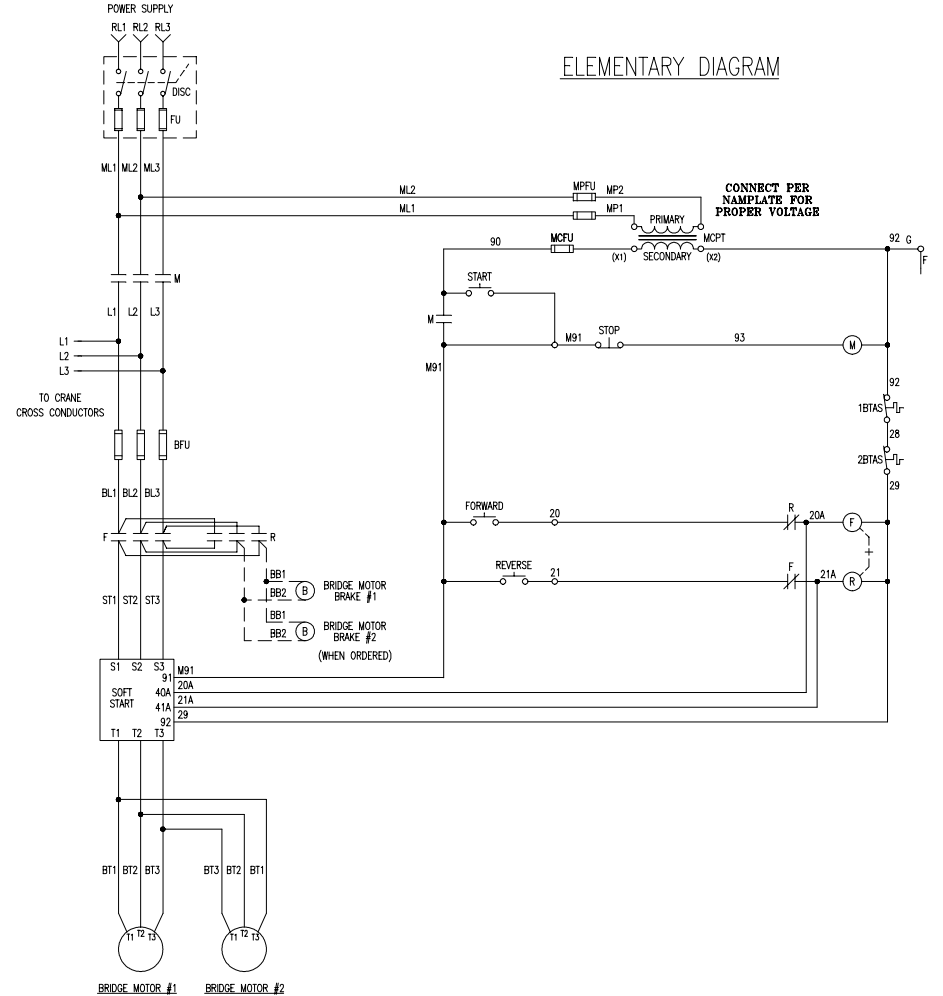 POWER SUPPLY
RL1 RL2 RL3
ELEMENTARY DIAGRAM
DISC
FU
ML1 ML2 ML3
ML2
MPFU
MP2
CONNECT PER
NAMPLATE FOR
PROPER VOLTAGE
ML1
MP1
PRIMARY
90
MCFU
MCPT
92 G
(X1)
SECONDARY
(X2)
F
M
START
L1 L2 L3
M
L1
M91
STOP
93
M
L2
L3
M91
TO CRANE
CROSS CONDUCTORS
92
1BTAS
BFU
28
2BTAS
29
BL1 BL2 BL3
FORWARD
20
R
20A
F
F
R
REVERSE
21
F
21A
R
BB1
BB2
B
BRIDGE MOTOR
BRAKE #1
ST1 ST2 ST3
BB1
BB2
B
BRIDGE MOTOR
BRAKE #2
(WHEN ORDERED)
S1 S2 S3
91
M91
SOFT
START
40A
20A
41A
21A
92
29
T1 T2 T3
BT1 BT2 BT3
BT3 BT2 BT1
T1 T2 T3
T1 T2 T3
BRIDGE MOTOR #1
BRIDGE MOTOR #2